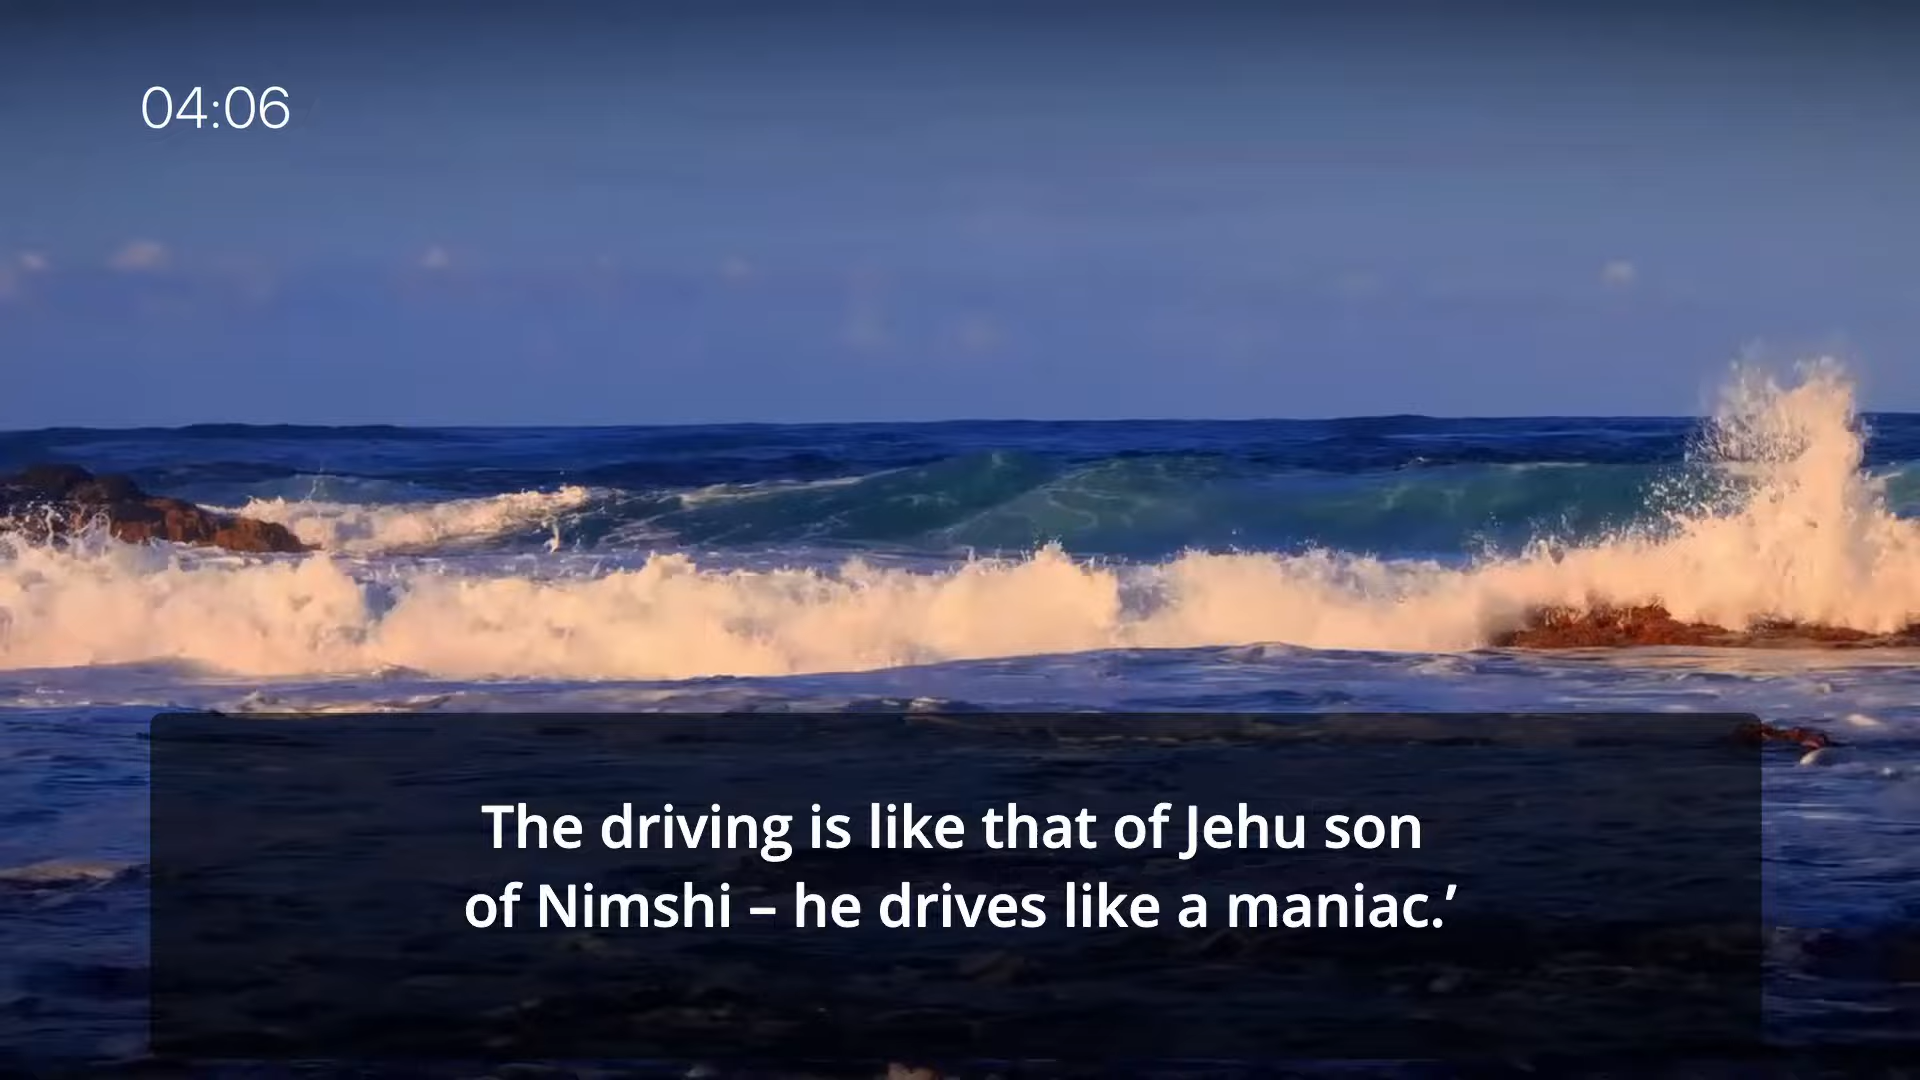 04:06
The driving is like that of Jehu son
of Nimshi – he drives like a maniac.’